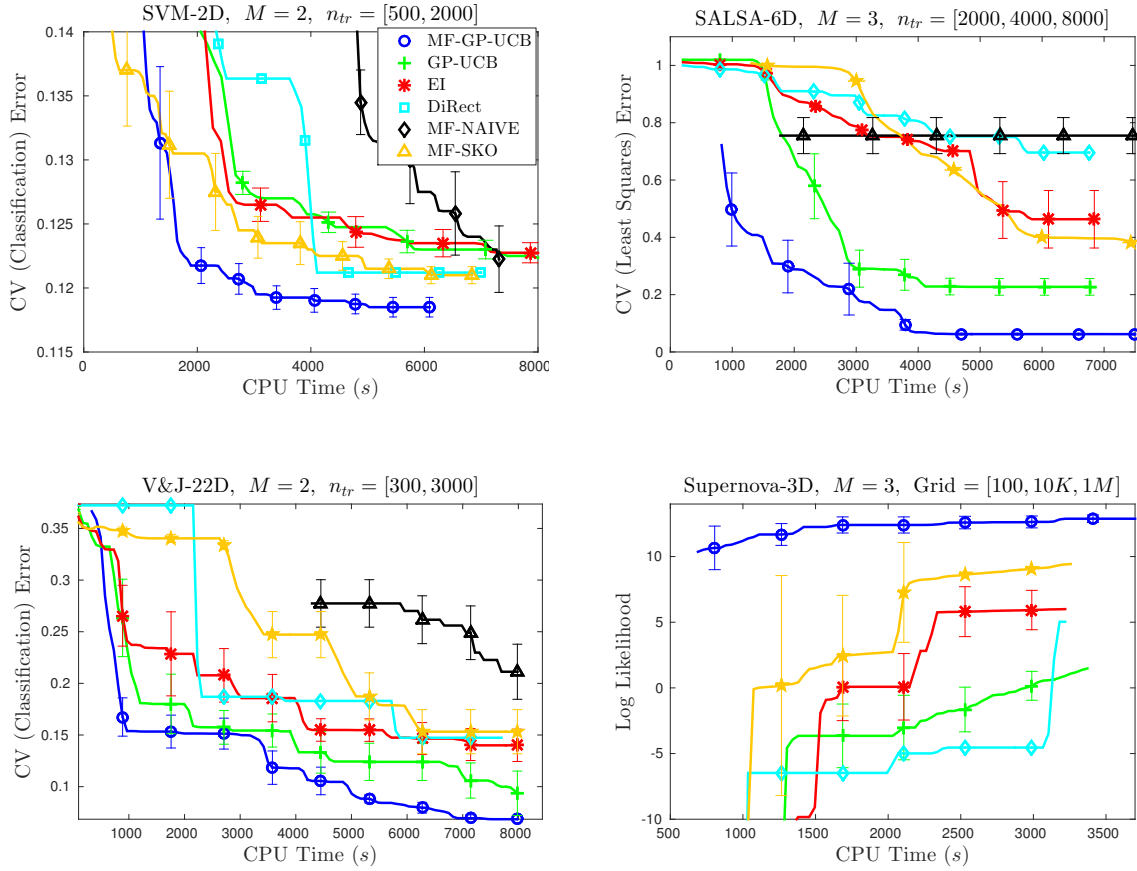 SVM-2D, M = 2, n_tr = [500, 2000]
CV (Classification) Error
0.14
0.135
0.13
0.125
0.12
0.115
MF-GP-UCB
GP-UCB
EI
DiRect
MF-NAIVE
MF-SKO
0 2000 4000 6000 8000
CPU Time (s)
SALSA-6D, M = 3, n_tr = [2000, 4000, 8000]
CV (Least Squares) Error
1
0.8
0.6
0.4
0.2
0
0 1000 2000 3000 4000 5000 6000 7000
CPU Time (s)
V&J-22D, M = 2, n_tr = [300, 3000]
CV (Classification) Error
0.35
0.3
0.25
0.2
0.15
0.1
1000 2000 3000 4000 5000 6000 7000 8000
CPU Time (s)
Supernova-3D, M = 3, Grid = [100, 10K, 1M]
Log Likelihood
10
5
0
-5
-10
500 1000 1500 2000 2500 3000 3500
CPU Time (s)